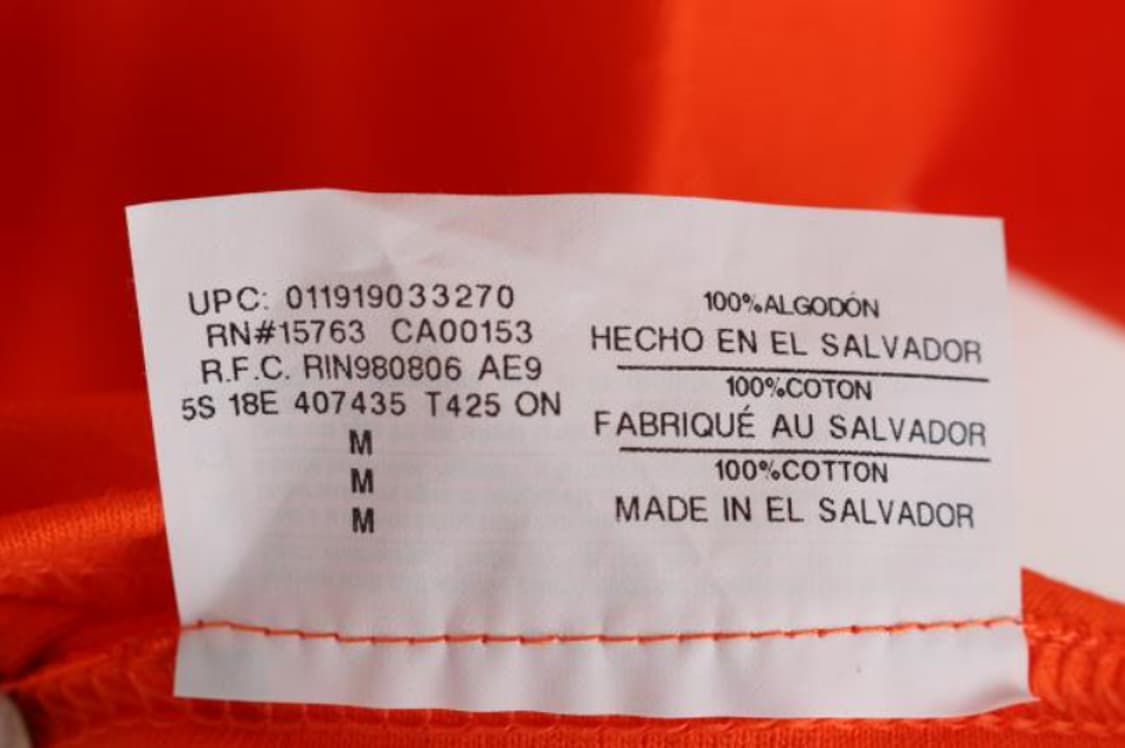 UPC: 011919033270
RN#15763 CA00153
R.F.C. RIN980806 AE9
5S 18E 407435 T425 ON
M
M
M
100%ALGODÓN
HECHO EN EL SALVADOR
100%COTON
FABRIQUÉ AU SALVADOR
100%COTTON
MADE IN EL SALVADOR